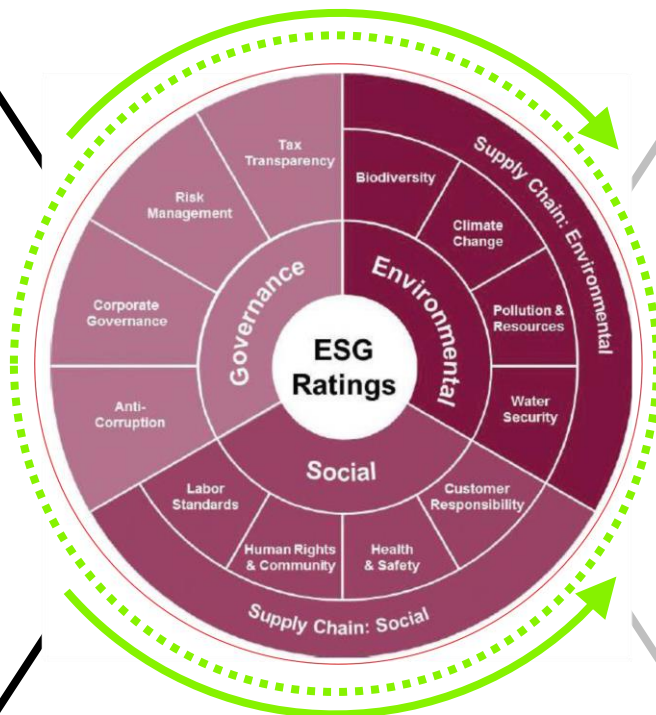 Tax
Transparency
Risk
Management
Corporate
Governance
Anti-
Corruption
Governance
Biodiversity
Climate
Change
Pollution &
Resources
Water
Security
Environmental
Supply Chain: Environmental
ESG
Ratings
Social
Labor
Standards
Human Rights
& Community
Health
& Safety
Customer
Responsibility
Supply Chain: Social